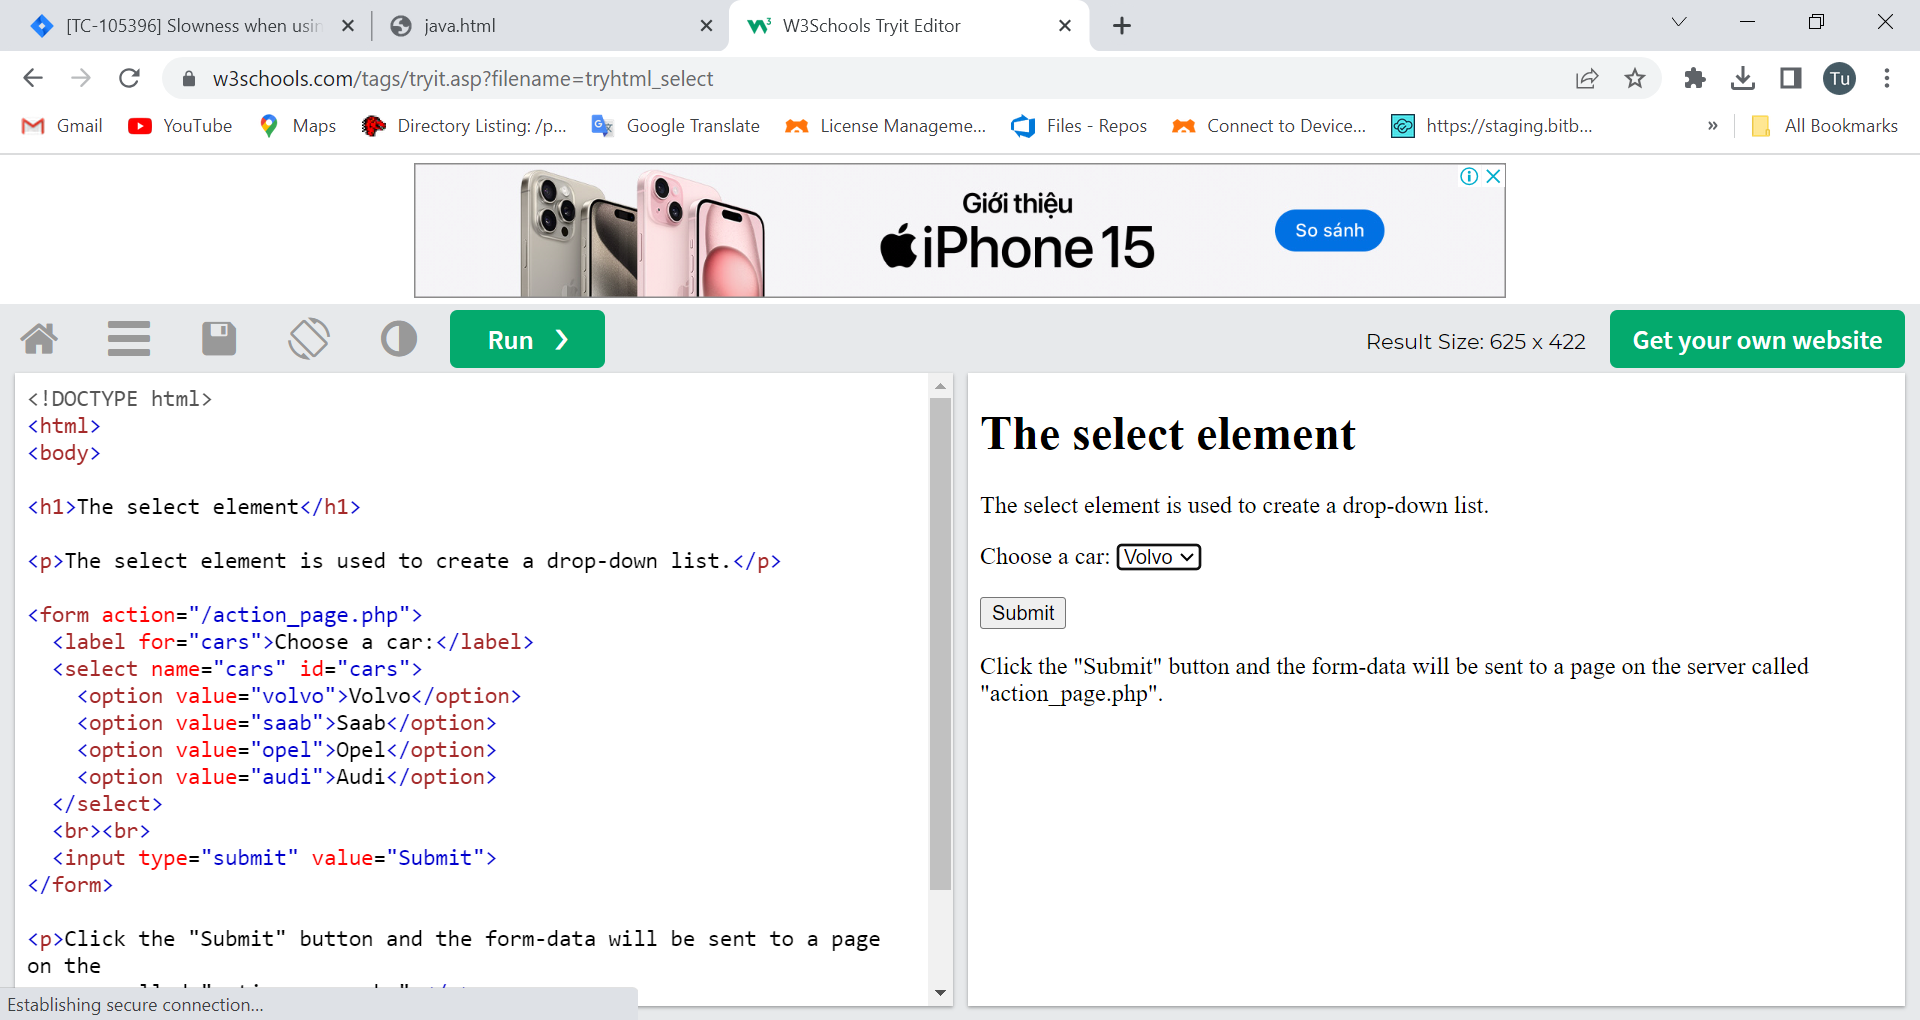 [TC-105396] Slowness when usin
java.html
W3Schools Tryit Editor
w3schools.com/tags/tryit.asp?filename=tryhtml_select
Tu
Gmail
YouTube
Maps
Directory Listing: /p...
Google Translate
License Manageme...
Files - Repos
Connect to Device...
https://staging.bitb...
»
All Bookmarks
Giới thiệu
iPhone 15
So sánh
Run ❯
Result Size: 625 x 422
Get your own website
<!DOCTYPE html>
<html>
<body>
<h1>The select element</h1>
<p>The select element is used to create a drop-down list.</p>
<form action="/action_page.php">
<label for="cars">Choose a car:</label>
<select name="cars" id="cars">
<option value="volvo">Volvo</option>
<option value="saab">Saab</option>
<option value="opel">Opel</option>
<option value="audi">Audi</option>
</select>
<br><br>
<input type="submit" value="Submit">
</form>
<p>Click the "Submit" button and the form-data will be sent to a page
on the
Establishing secure connection...
The select element
The select element is used to create a drop-down list.
Choose a car: Volvo
Submit
Click the "Submit" button and the form-data will be sent to a page on the server called
"action_page.php".